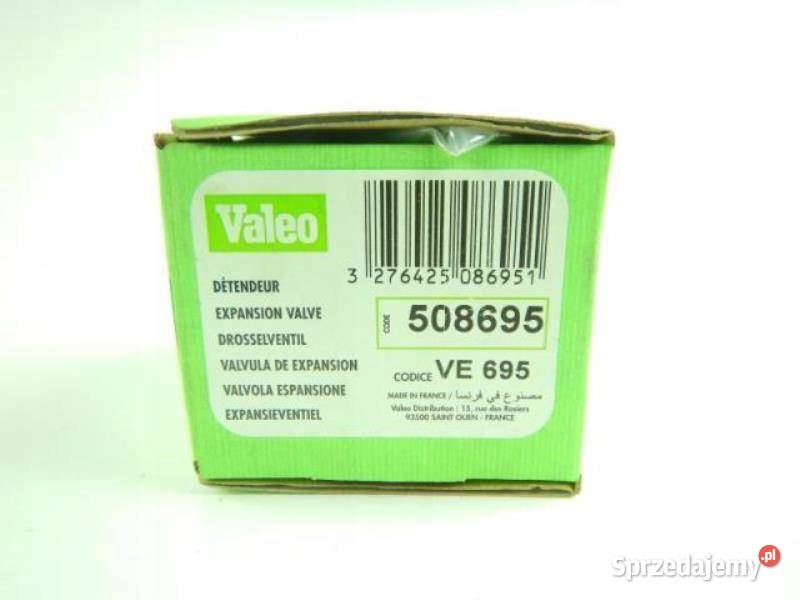 Valeo
3 276425 086951
DÉTENDEUR
EXPANSION VALVE
DROSSELVENTIL
VALVULA DE EXPANSION
VALVOLA ESPANSIONE
EXPANSIEVENTIEL
CODE 508695
CODICE VE 695
MADE IN FRANCE / مصنوع في فرنسا
Valeo Distribution : 15, rue des Rosiers
93500 SAINT OUEN - FRANCE
Sprzedajemy.pl